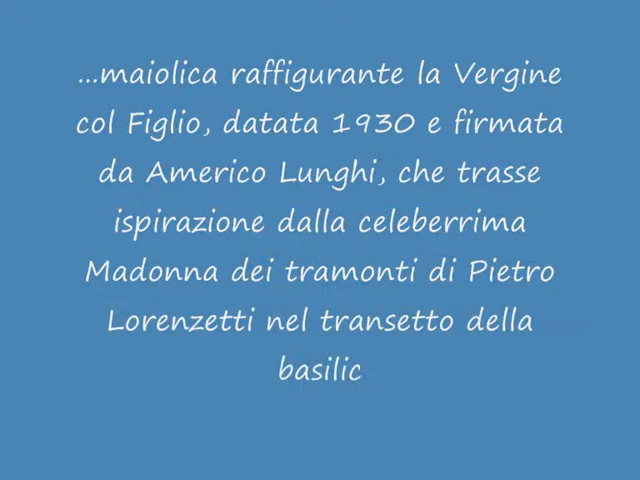 ...maiolica raffigurante la Vergine
col Figlio, datata 1930 e firmata
da Americo Lunghi, che trasse
ispirazione dalla celeberrima
Madonna dei tramonti di Pietro
Lorenzetti nel transetto della
basilic